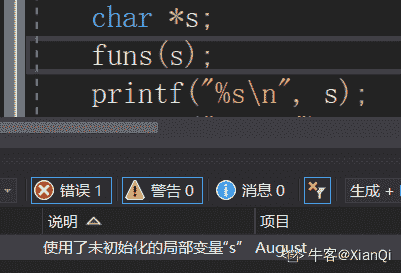 char *s;
funs(s);
printf("%s\n", s);
错误 1
警告 0
消息 0
生成 +
说明
项目
使用了未初始化的局部变量“s”
August
牛客@XianQi